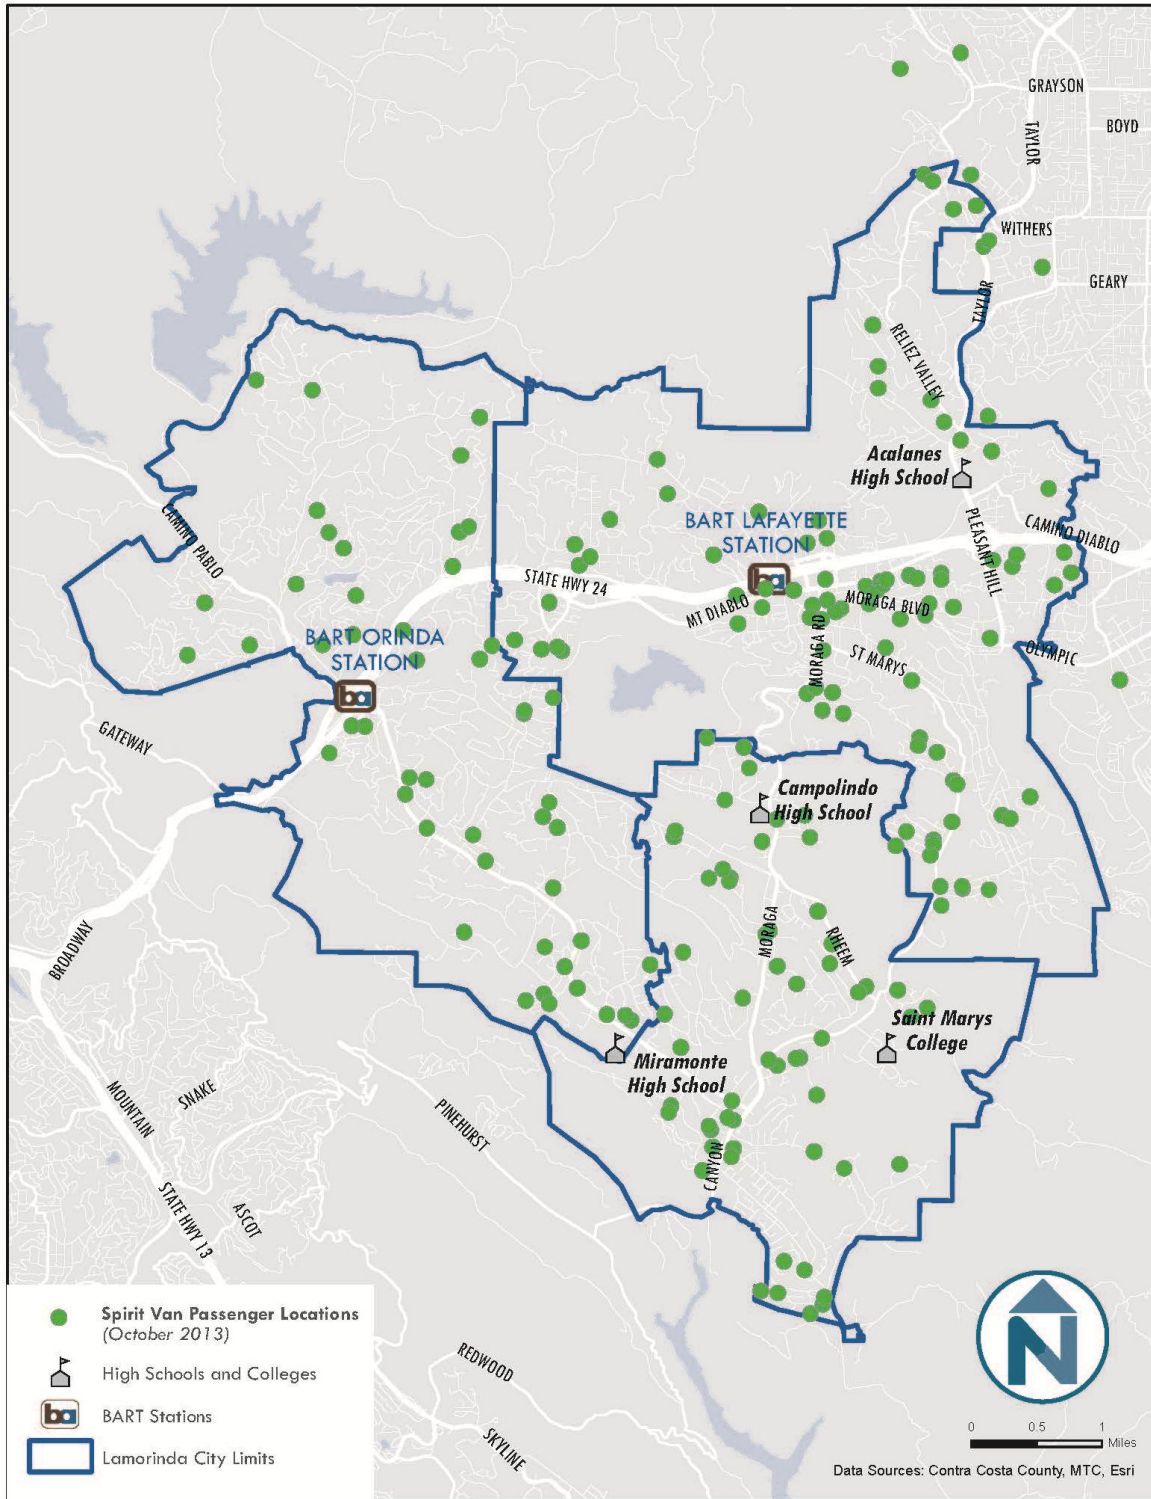 GRAYSON
BOYD
TAYLOR
WITHERS
GEARY
TAYLOR
RELIEZ VALLEY
Acalanes
High School
CAMINO PABLO
BART LAFAYETTE
STATION
PLEASANT HILL
CAMINO DIABLO
STATE HWY 24
MT DIABLO
MORAGA BLVD
BART ORINDA
STATION
MORAGA RD
ST MARYS
OLYMPIC
GATEWAY
Campolindo
High School
BROADWAY
MORAGA
RHEEM
Saint Marys
College
Miramonte
High School
MOUNTAIN
SNAKE
PINEHURST
CANYON
STATE HWY 13
ASCOT
REDWOOD
SKYLINE
Spirit Van Passenger Locations
(October 2013)
High Schools and Colleges
ba
BART Stations
Lamorinda City Limits
N
0 0.5 1
Miles
Data Sources: Contra Costa County, MTC, Esri